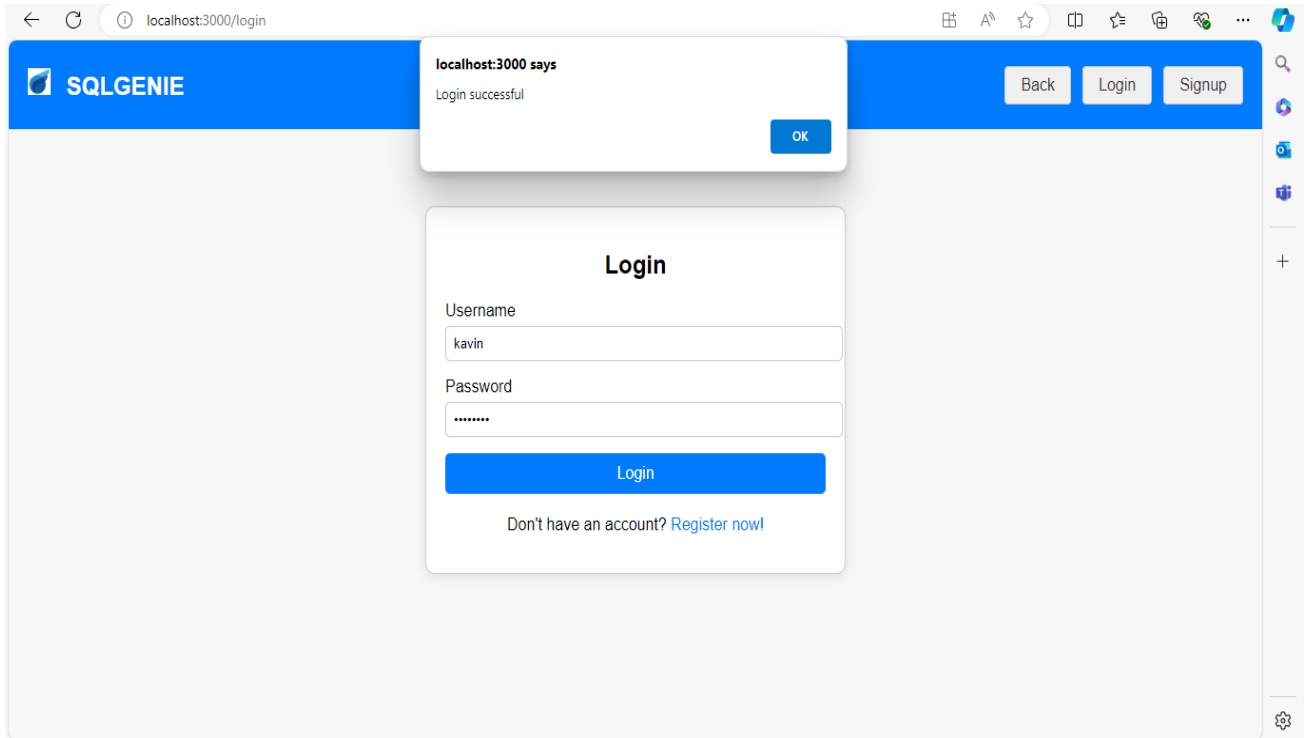 localhost:3000/login
localhost:3000 says
Login successful
OK
SQLGENIE
Back Login Signup
Login
Username
kavin
Password
••••••••
Login
Don't have an account? Register now!